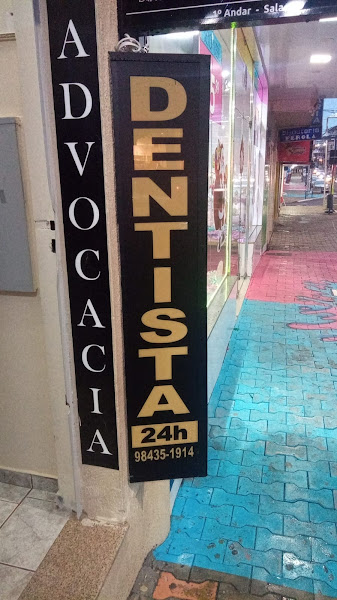 1º Andar - Sala
ADVOCACIA
DENTISTA
24h
98435-1914